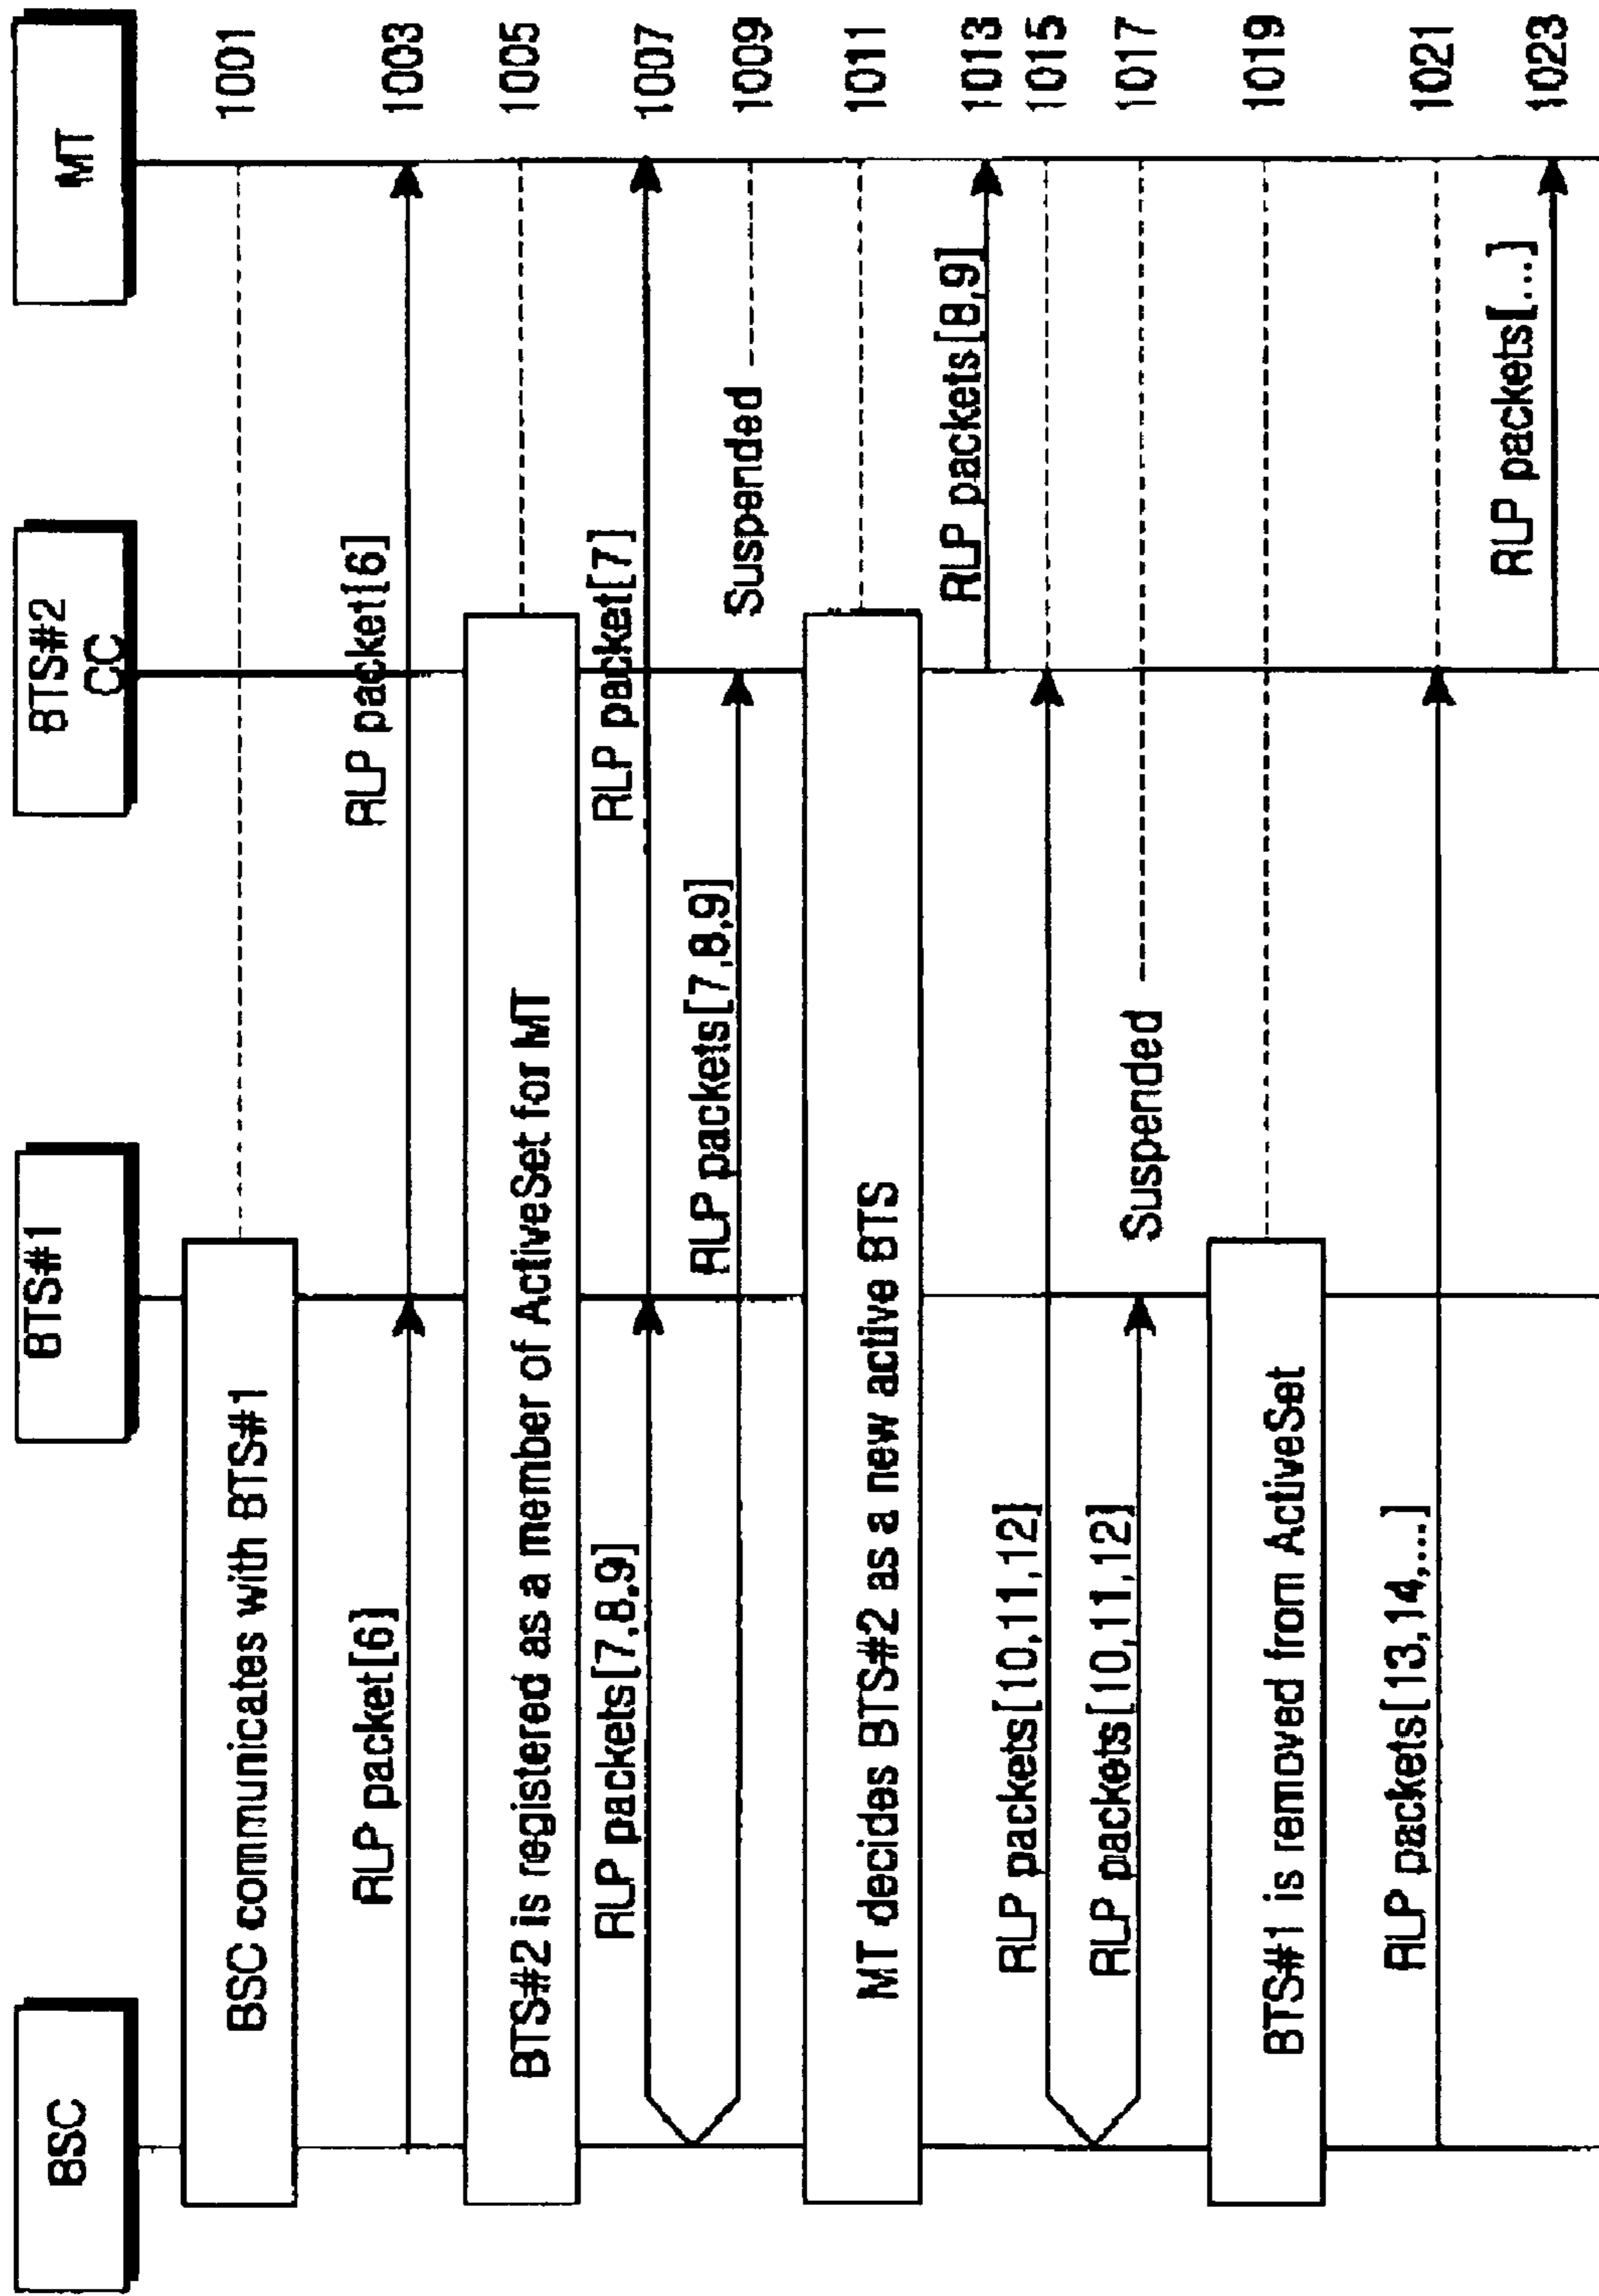 BSC
BTS#1
BTS#2
CC
MT
BSC communicates with BTS#1
1001
RLP packet[6]
RLP packet[6]
1003
BTS#2 is registered as a member of ActiveSet for MT
1005
RLP packets[7,8,9]
RLP packet[7]
1007
RLP packets[7,8,9]
Suspended
1009
MT decides BTS#2 as a new active BTS
1011
RLP packets[8,9]
1013
RLP packets[10,11,12]
1015
RLP packets[10,11,12]
Suspended
1017
BTS#1 is removed from ActiveSet
1019
RLP packets[13,14,...]
1021
RLP packets[...]
1023